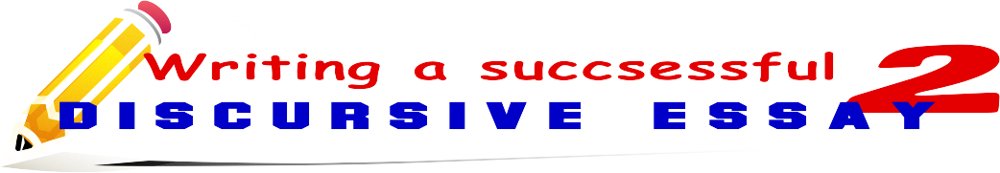 Writing a succsessful 2
DISCURSIVE ESSAY